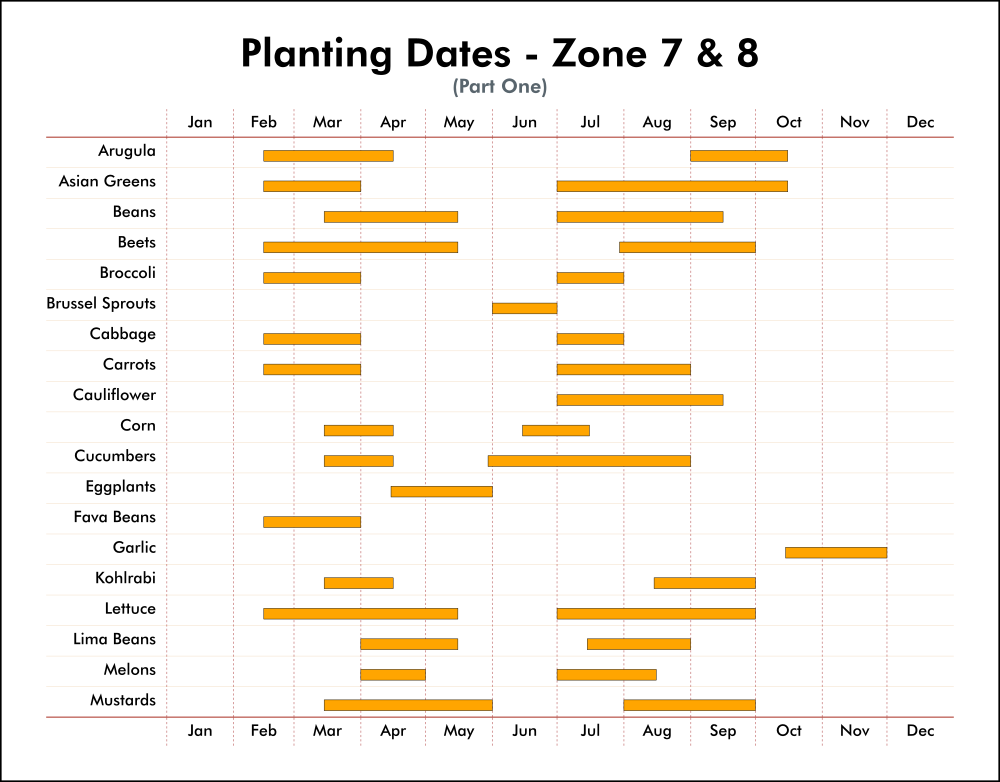 Planting Dates - Zone 7 & 8
(Part One)
Jan Feb Mar Apr May Jun Jul Aug Sep Oct Nov Dec
Arugula
Asian Greens
Beans
Beets
Broccoli
Brussel Sprouts
Cabbage
Carrots
Cauliflower
Corn
Cucumbers
Eggplants
Fava Beans
Garlic
Kohlrabi
Lettuce
Lima Beans
Melons
Mustards
Jan Feb Mar Apr May Jun Jul Aug Sep Oct Nov Dec